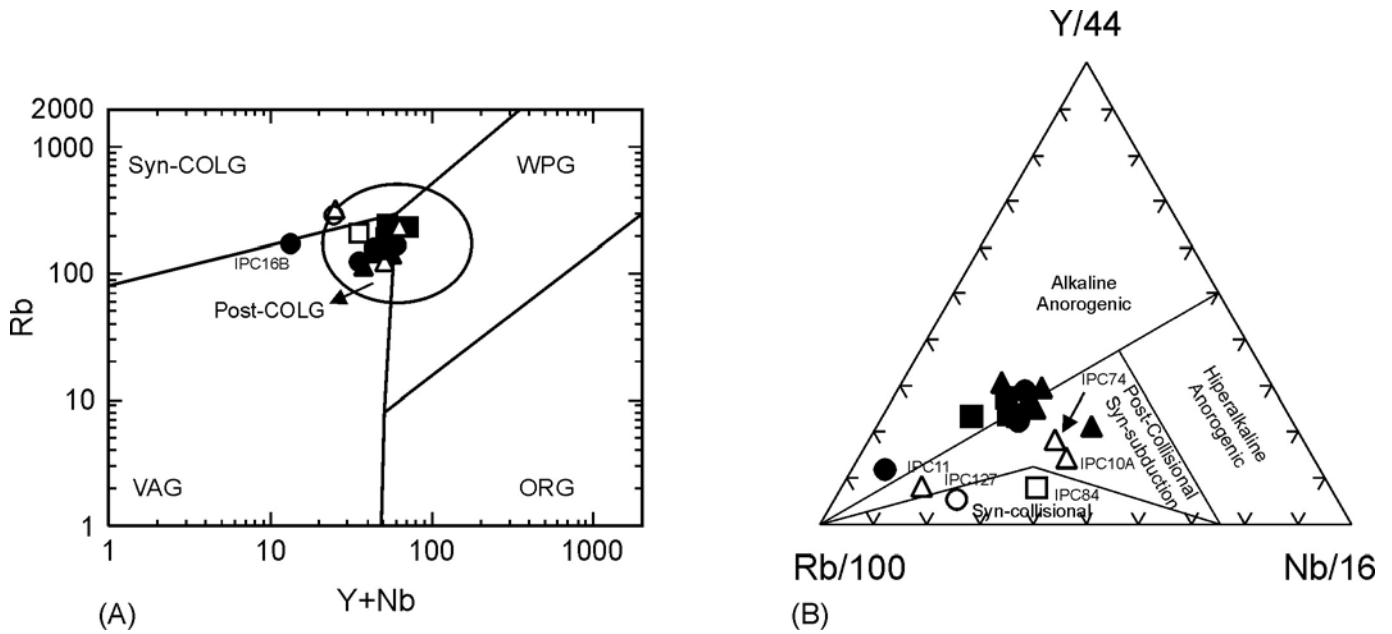 2000
1000
100
10
1
Rb
Syn-COLG
WPG
IPC16B
Post-COLG
VAG
ORG
1
10
100
1000
Y+Nb
(A)
Y/44
Alkaline
Anorogenic
IPC74
Post-Collisional
Syn-subduction
Hiperalkaline
Anorogenic
IPC11
IPC127
IPC10A
IPC84
Syn-collisional
Rb/100
Nb/16
(B)